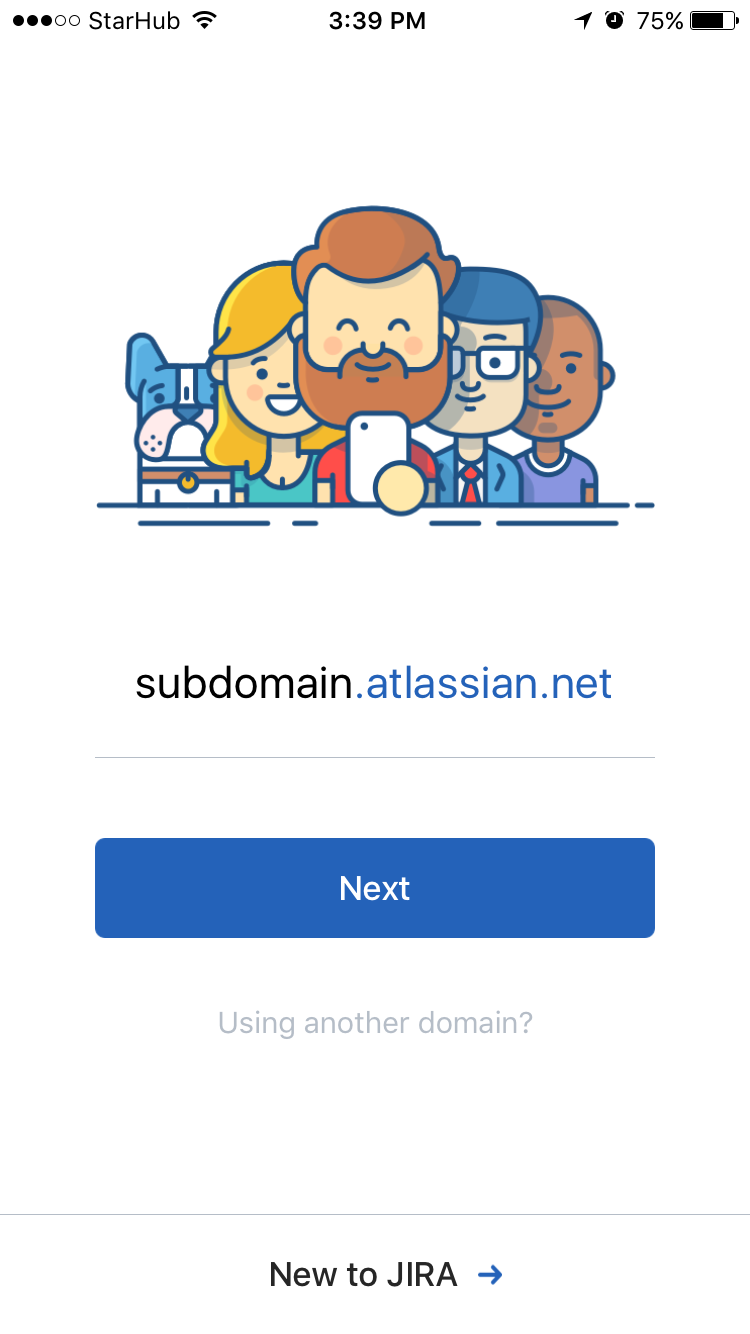 StarHub 3:39 PM 75%
subdomain.atlassian.net
Next
Using another domain?
New to JIRA →